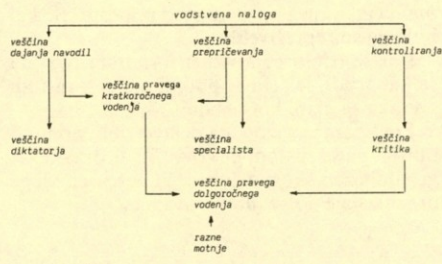 vodstvena naloga
veščina
dajanja navodil
veščina
prepričevanja
veščina
kontroliranja
veščina pravega
kratkoročnega
vodenja
veščina
diktatorja
veščina
specialista
veščina
kritika
veščina pravega
dolgoročnega
vodenja
razne
motnje